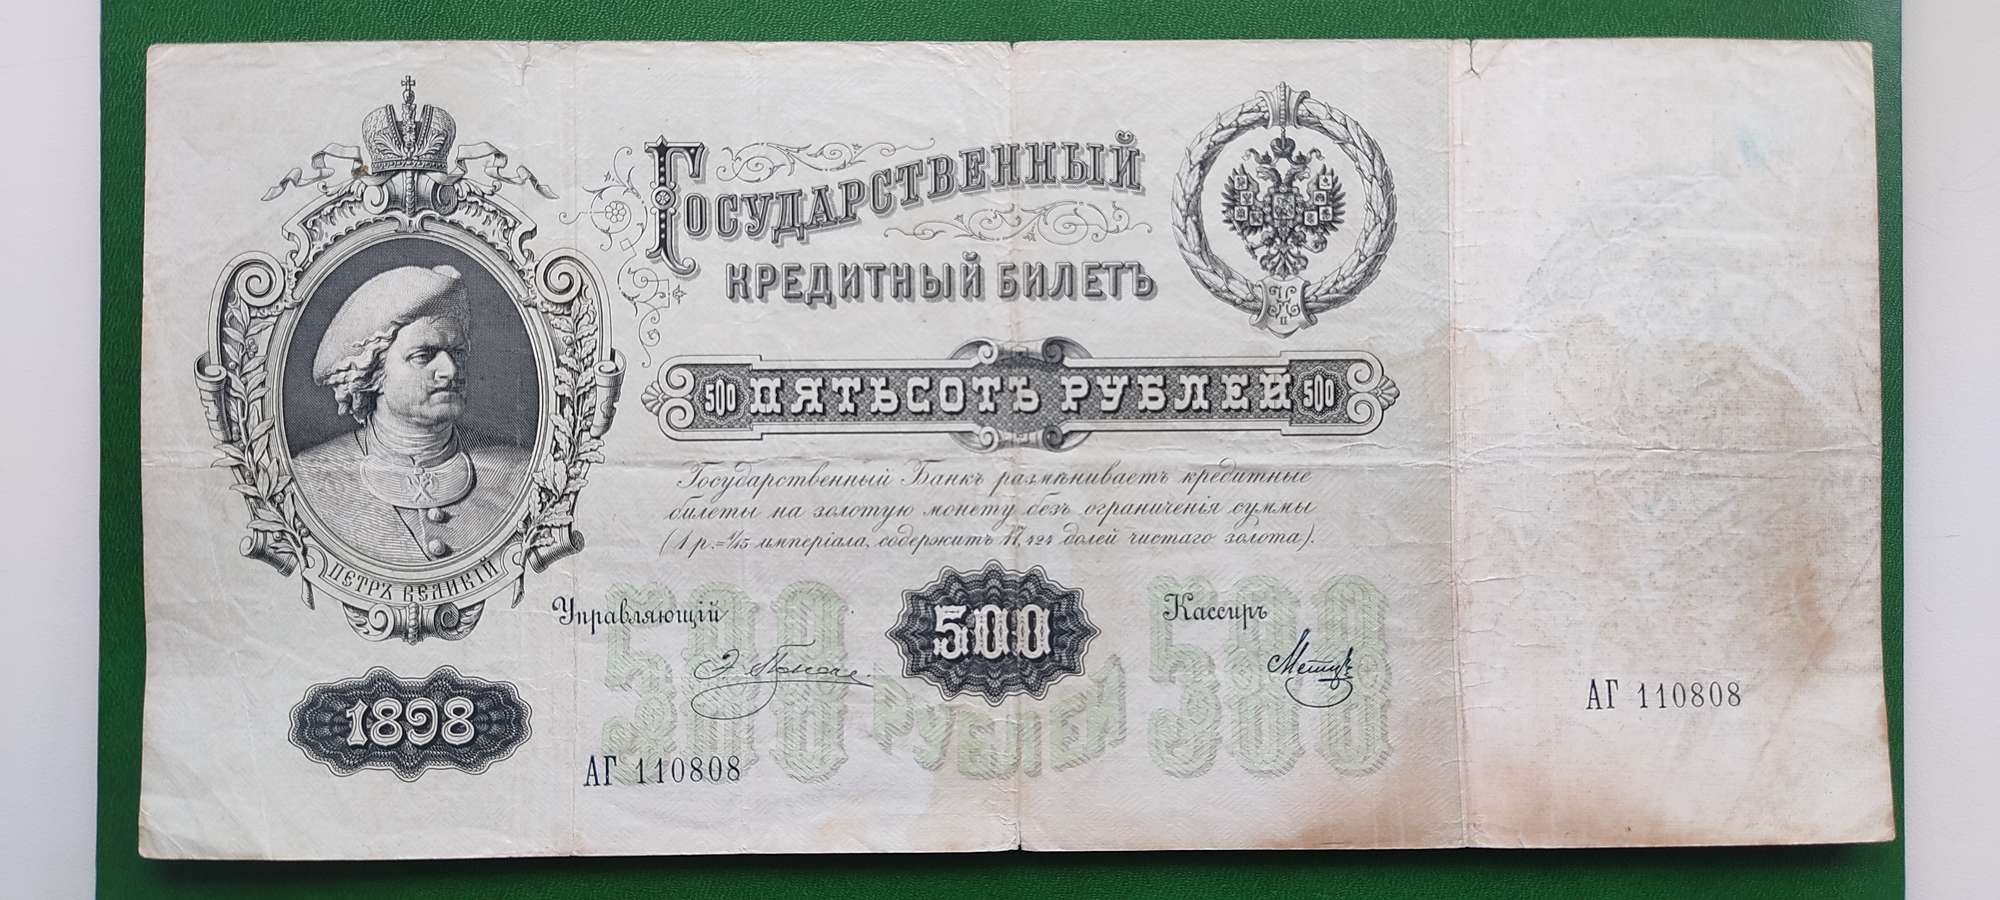 Государственный
кредитный билетъ
500 ПЯТЬСОТЪ РУБЛЕЙ 500
Государственный Банкъ размѣниваетъ кредитные
билеты на золотую монету безъ ограниченія суммы
(1 р.=1/15 имперіала, содержитъ 17,424 долей чистаго золота).
ПЕТРЪ ВЕЛИКІЙ
Управляющій
500
Кассиръ
500 РУБЛЕЙ 500
1898
АГ 110808
АГ 110808